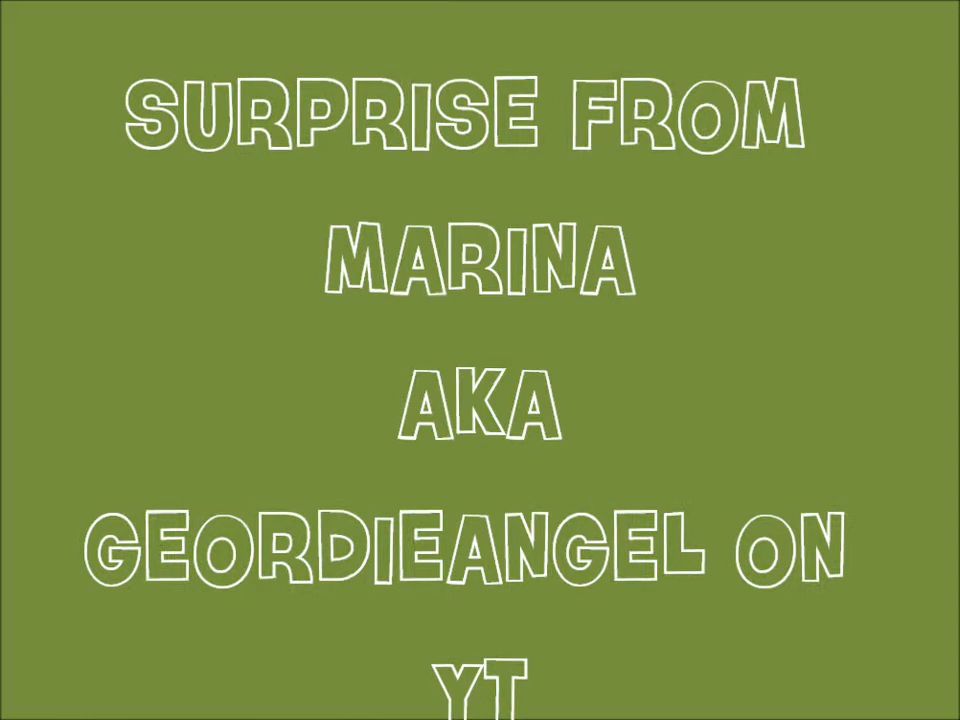 SURPRISE FROM
MARINA
AKA
GEORDIEANGEL ON
YT